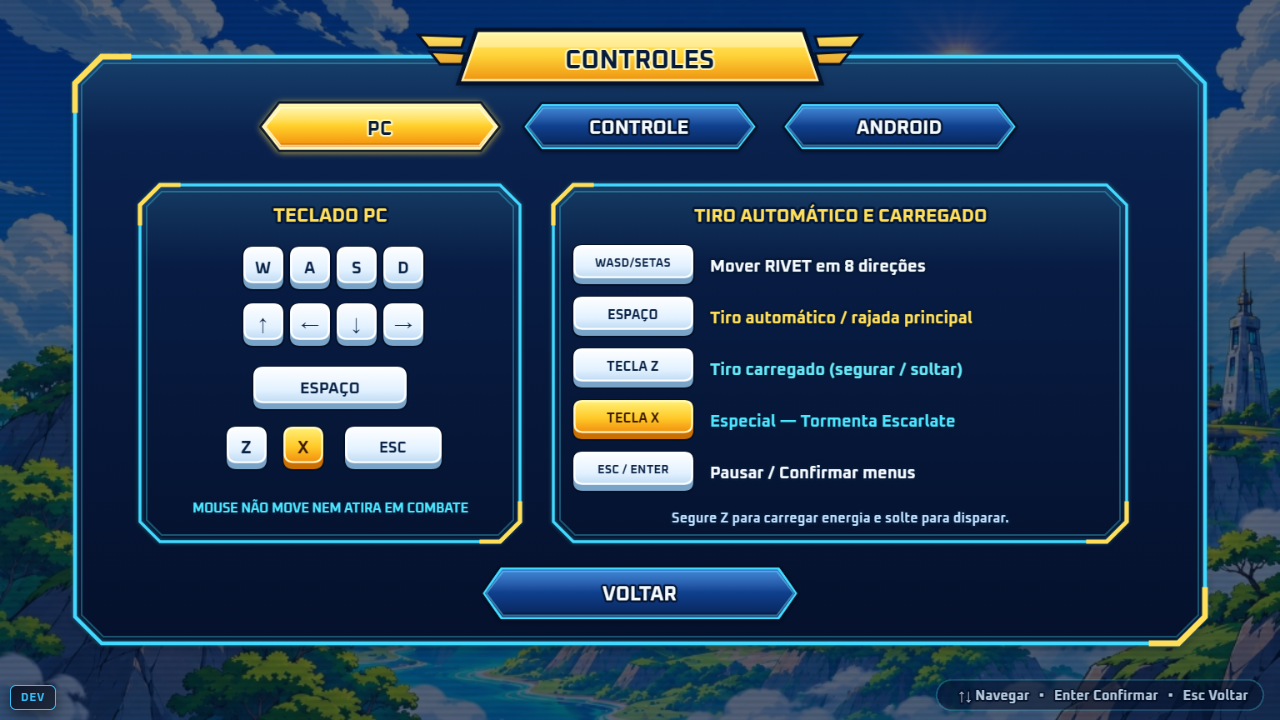 CONTROLES
PC
CONTROLE
ANDROID
TECLADO PC
W A S D
↑ ← ↓ →
ESPAÇO
Z X ESC
MOUSE NÃO MOVE NEM ATIRA EM COMBATE
TIRO AUTOMÁTICO E CARREGADO
WASD/SETAS Mover RIVET em 8 direções
ESPAÇO Tiro automático / rajada principal
TECLA Z Tiro carregado (segurar / soltar)
TECLA X Especial — Tormenta Escarlate
ESC / ENTER Pausar / Confirmar menus
Segure Z para carregar energia e solte para disparar.
VOLTAR
DEV
↑↓ Navegar • Enter Confirmar • Esc Voltar